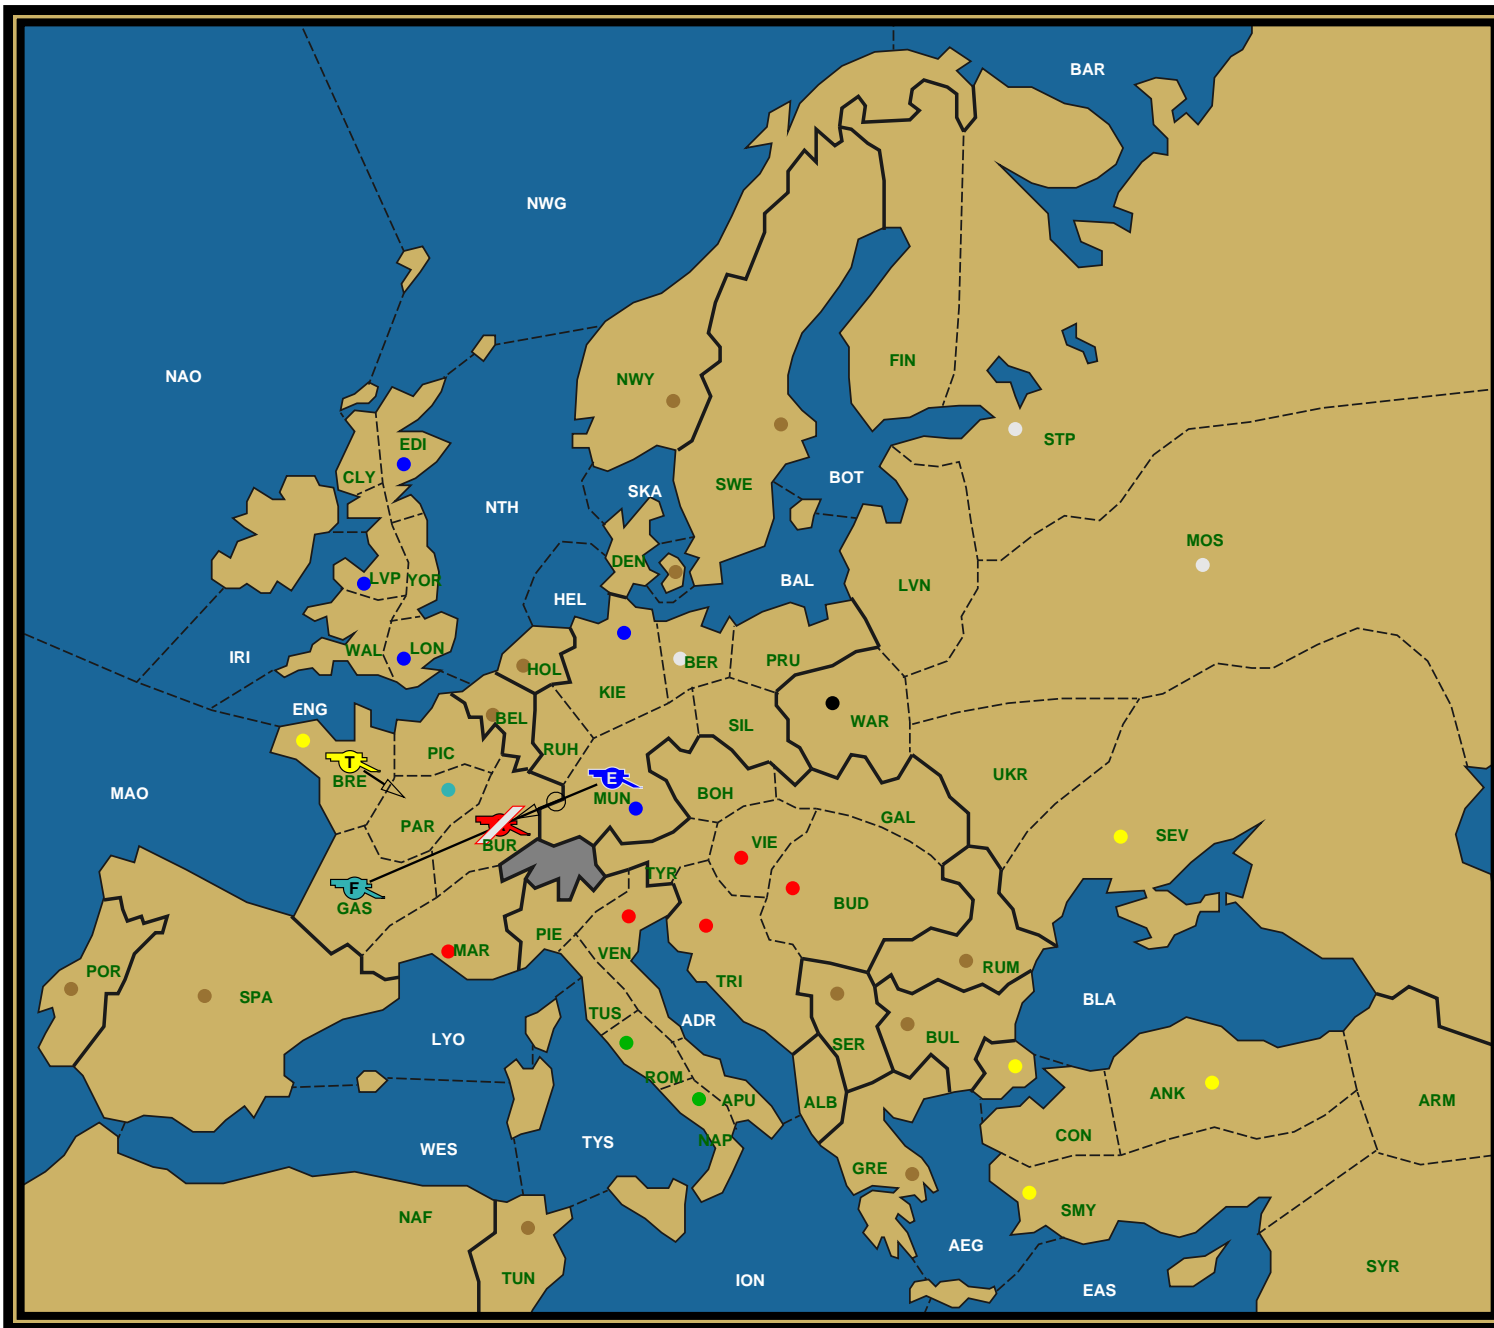 BAR
NWG
NAO
FIN
NWY
STP
EDI
CLY
SWE
BOT
SKA
NTH
MOS
DEN
LVP
YOR
BAL
LVN
HEL
IRI
WAL
LON
HOL
BER
PRU
KIE
ENG
BEL
WAR
SIL
PIC
RUH
T
BRE
UKR
E
MAO
MUN
BOH
GAL
PAR
SEV
BUR
VIE
TYR
F
GAS
BUD
PIE
MAR
VEN
RUM
POR
SPA
TRI
BLA
TUS
ADR
LYO
SER
BUL
ROM
ANK
APU
ALB
ARM
CON
NAP
TYS
WES
GRE
SMY
NAF
AEG
SYR
TUN
ION
EAS